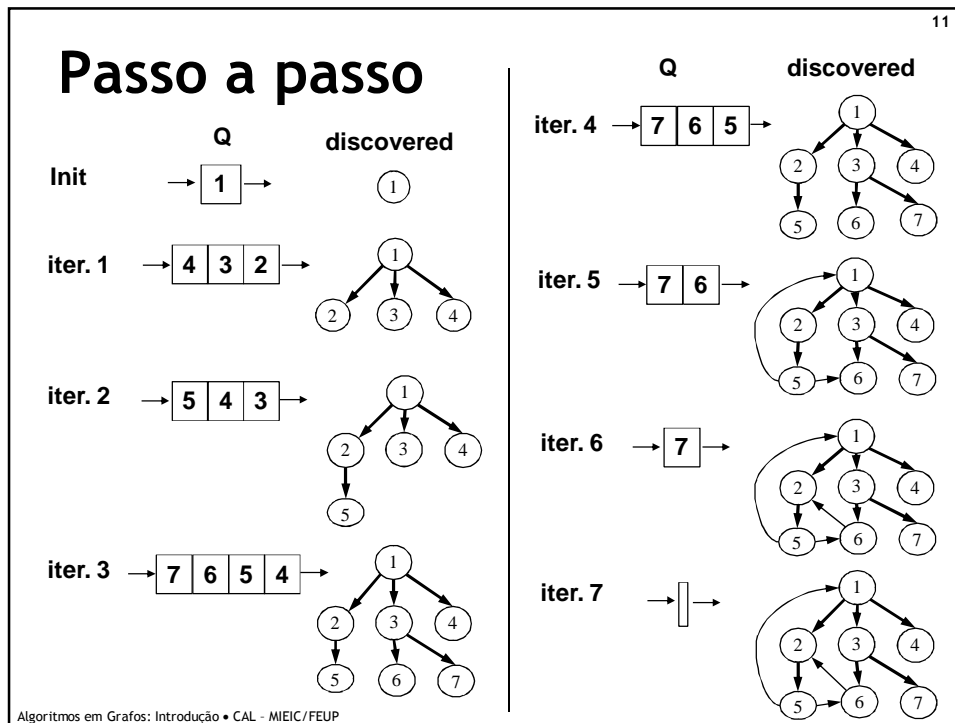 11
Passo a passo
Q discovered
Init 1 1
iter. 1 4 3 2 1
2 3 4
iter. 2 5 4 3 1
2 3 4
5
iter. 3 7 6 5 4 1
2 3 4
5 6 7
Q discovered
iter. 4 7 6 5 1
2 3 4
5 6 7
iter. 5 7 6 1
2 3 4
5 6 7
iter. 6 7 1
2 3 4
5 6 7
iter. 7 1
2 3 4
5 6 7
Algoritmos em Grafos: Introdução • CAL - MIEIC/FEUP